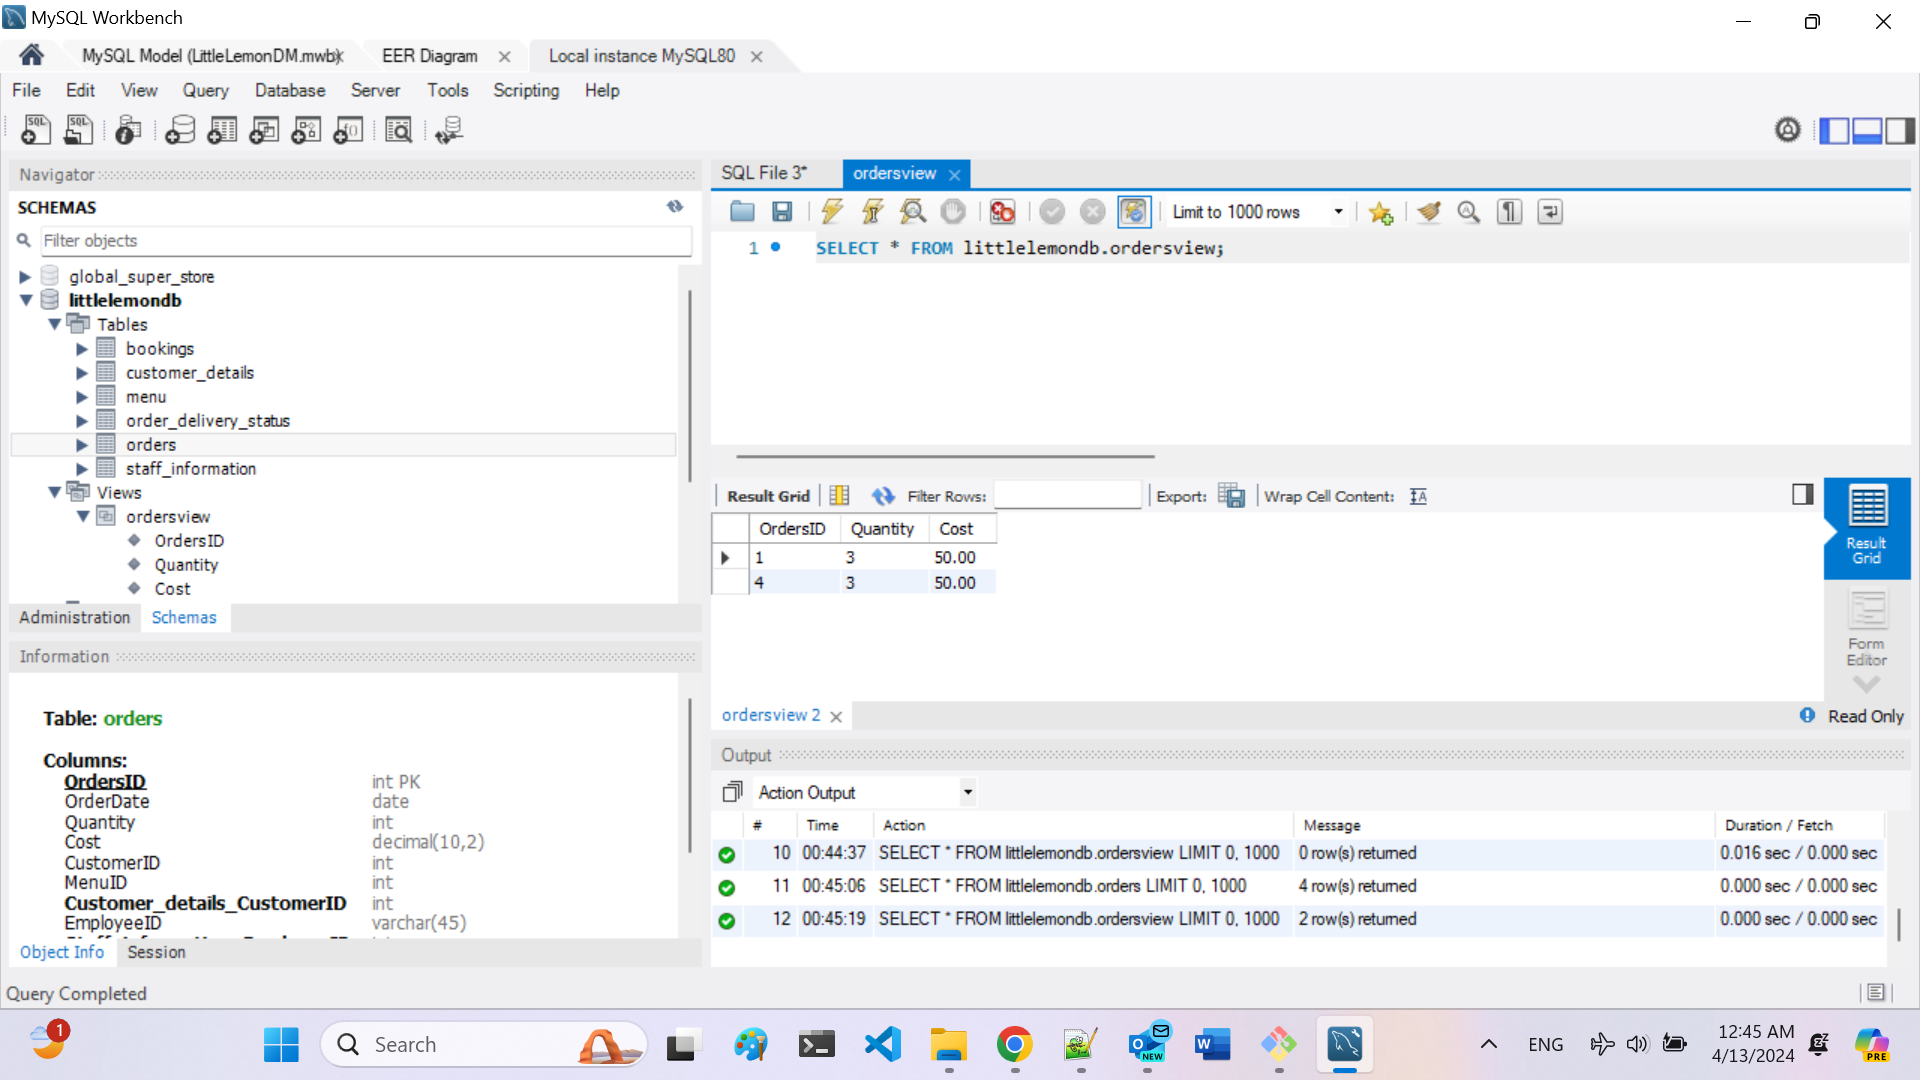 MySQL Workbench
MySQL Model (LittleLemonDM.mwb)
EER Diagram
Local instance MySQL80
File Edit View Query Database Server Tools Scripting Help
Navigator
SCHEMAS
Filter objects
global_super_store
littlelemondb
Tables
bookings
customer_details
menu
order_delivery_status
orders
staff_information
Views
ordersview
OrdersID
Quantity
Cost
Administration Schemas
Information
Table: orders
Columns:
OrdersID int PK
OrderDate date
Quantity int
Cost decimal(10,2)
CustomerID int
MenuID int
Customer_details_CustomerID int
EmployeeID varchar(45)
Object Info Session
Query Completed
SQL File 3* ordersview
Limit to 1000 rows
1 SELECT * FROM littlelemondb.ordersview;
Result Grid Filter Rows: Export: Wrap Cell Content:
OrdersID Quantity Cost
1 3 50.00
4 3 50.00
Result
Grid
Form
Editor
ordersview 2
Read Only
Output
Action Output
# Time Action Message Duration / Fetch
10 00:44:37 SELECT * FROM littlelemondb.ordersview LIMIT 0, 1000 0 row(s) returned 0.016 sec / 0.000 sec
11 00:45:06 SELECT * FROM littlelemondb.orders LIMIT 0, 1000 4 row(s) returned 0.000 sec / 0.000 sec
12 00:45:19 SELECT * FROM littlelemondb.ordersview LIMIT 0, 1000 2 row(s) returned 0.000 sec / 0.000 sec
1
Search
NEW
W
ENG
12:45 AM
4/13/2024
PRE